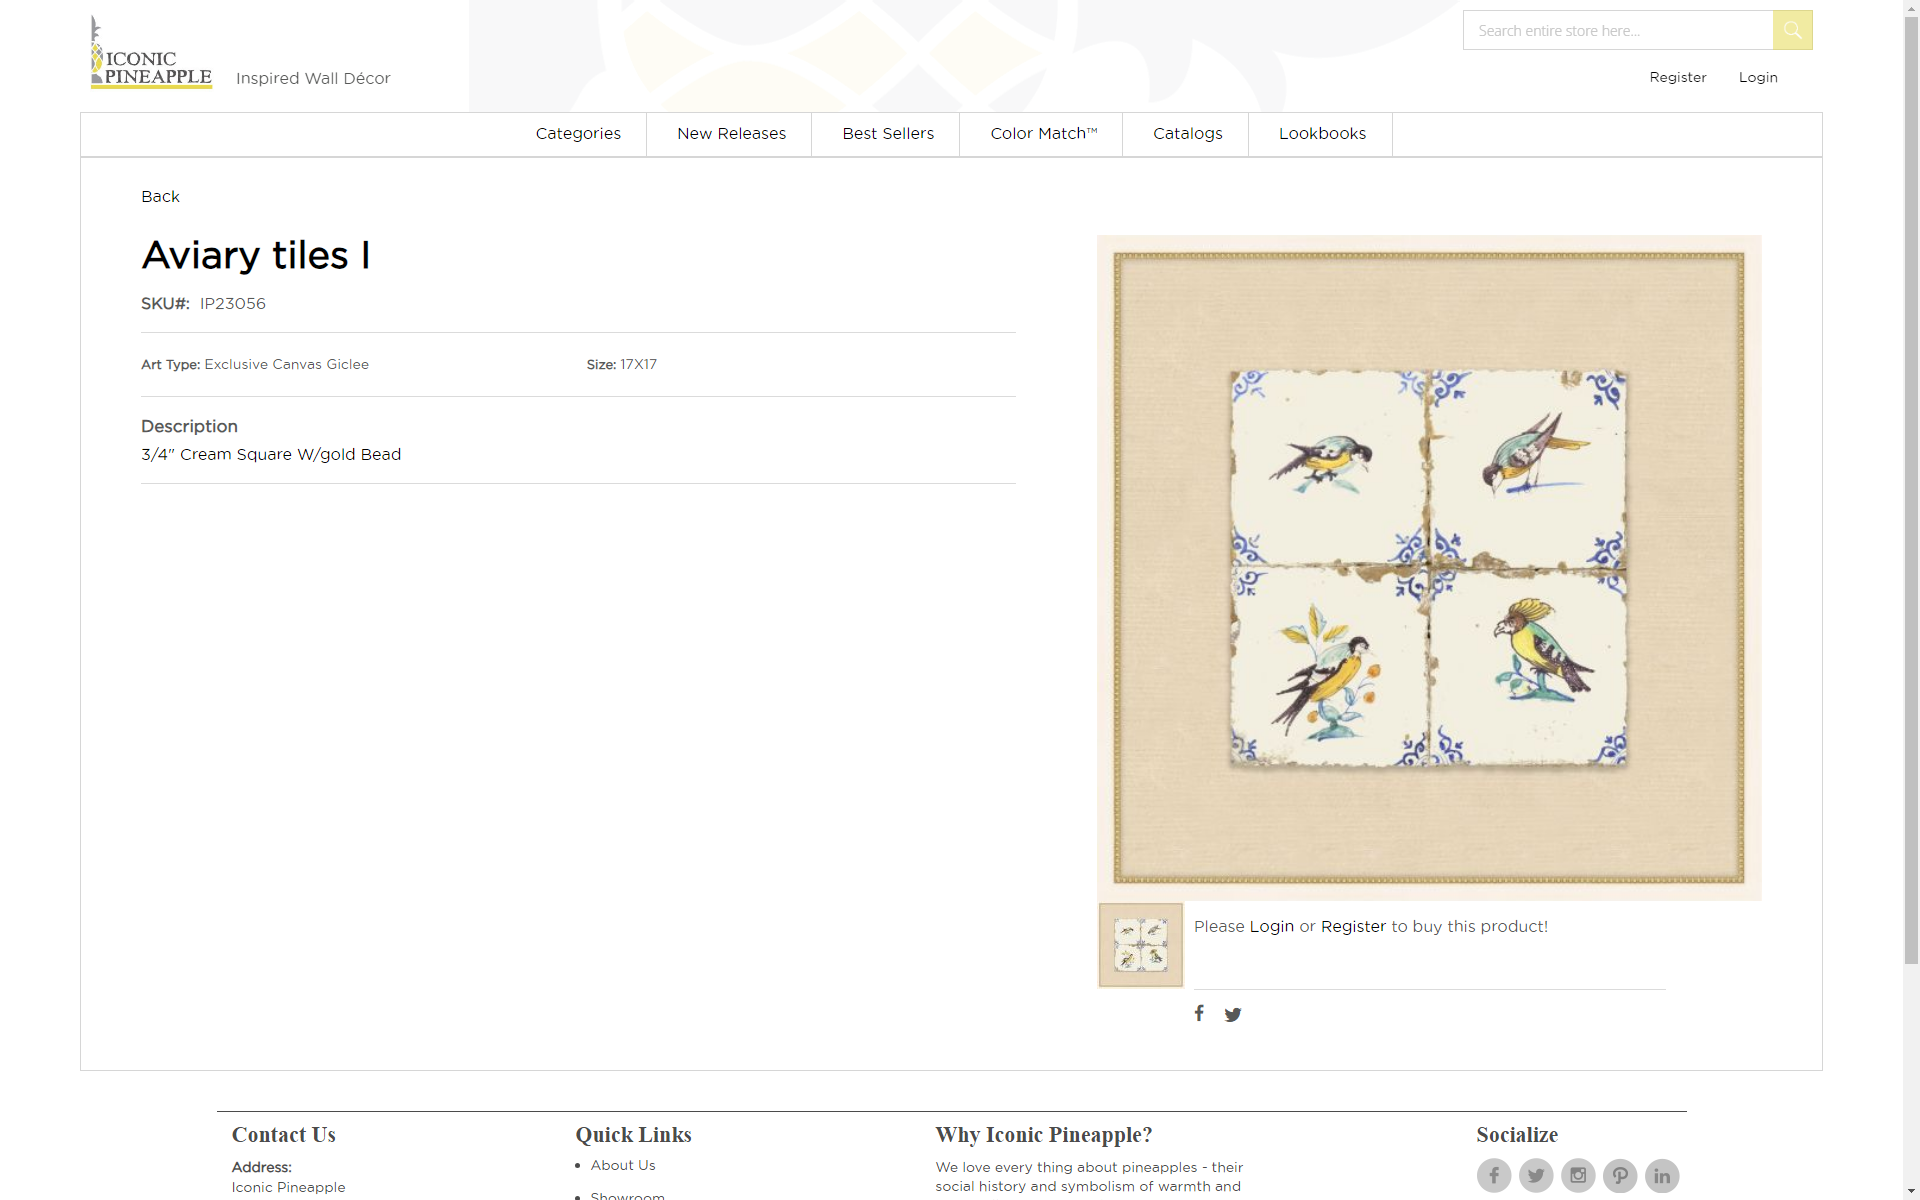 ICONIC
PINEAPPLE
Inspired Wall Décor
Search entire store here...
Register
Login
Categories
New Releases
Best Sellers
Color Match™
Catalogs
Lookbooks
Back
Aviary tiles I
SKU#: IP23056
Art Type: Exclusive Canvas Giclee
Size: 17X17
Description
3/4" Cream Square W/gold Bead
Please Login or Register to buy this product!
Contact Us
Address:
Iconic Pineapple
Quick Links
About Us
Showroom
Why Iconic Pineapple?
We love every thing about pineapples - their
social history and symbolism of warmth and
Socialize